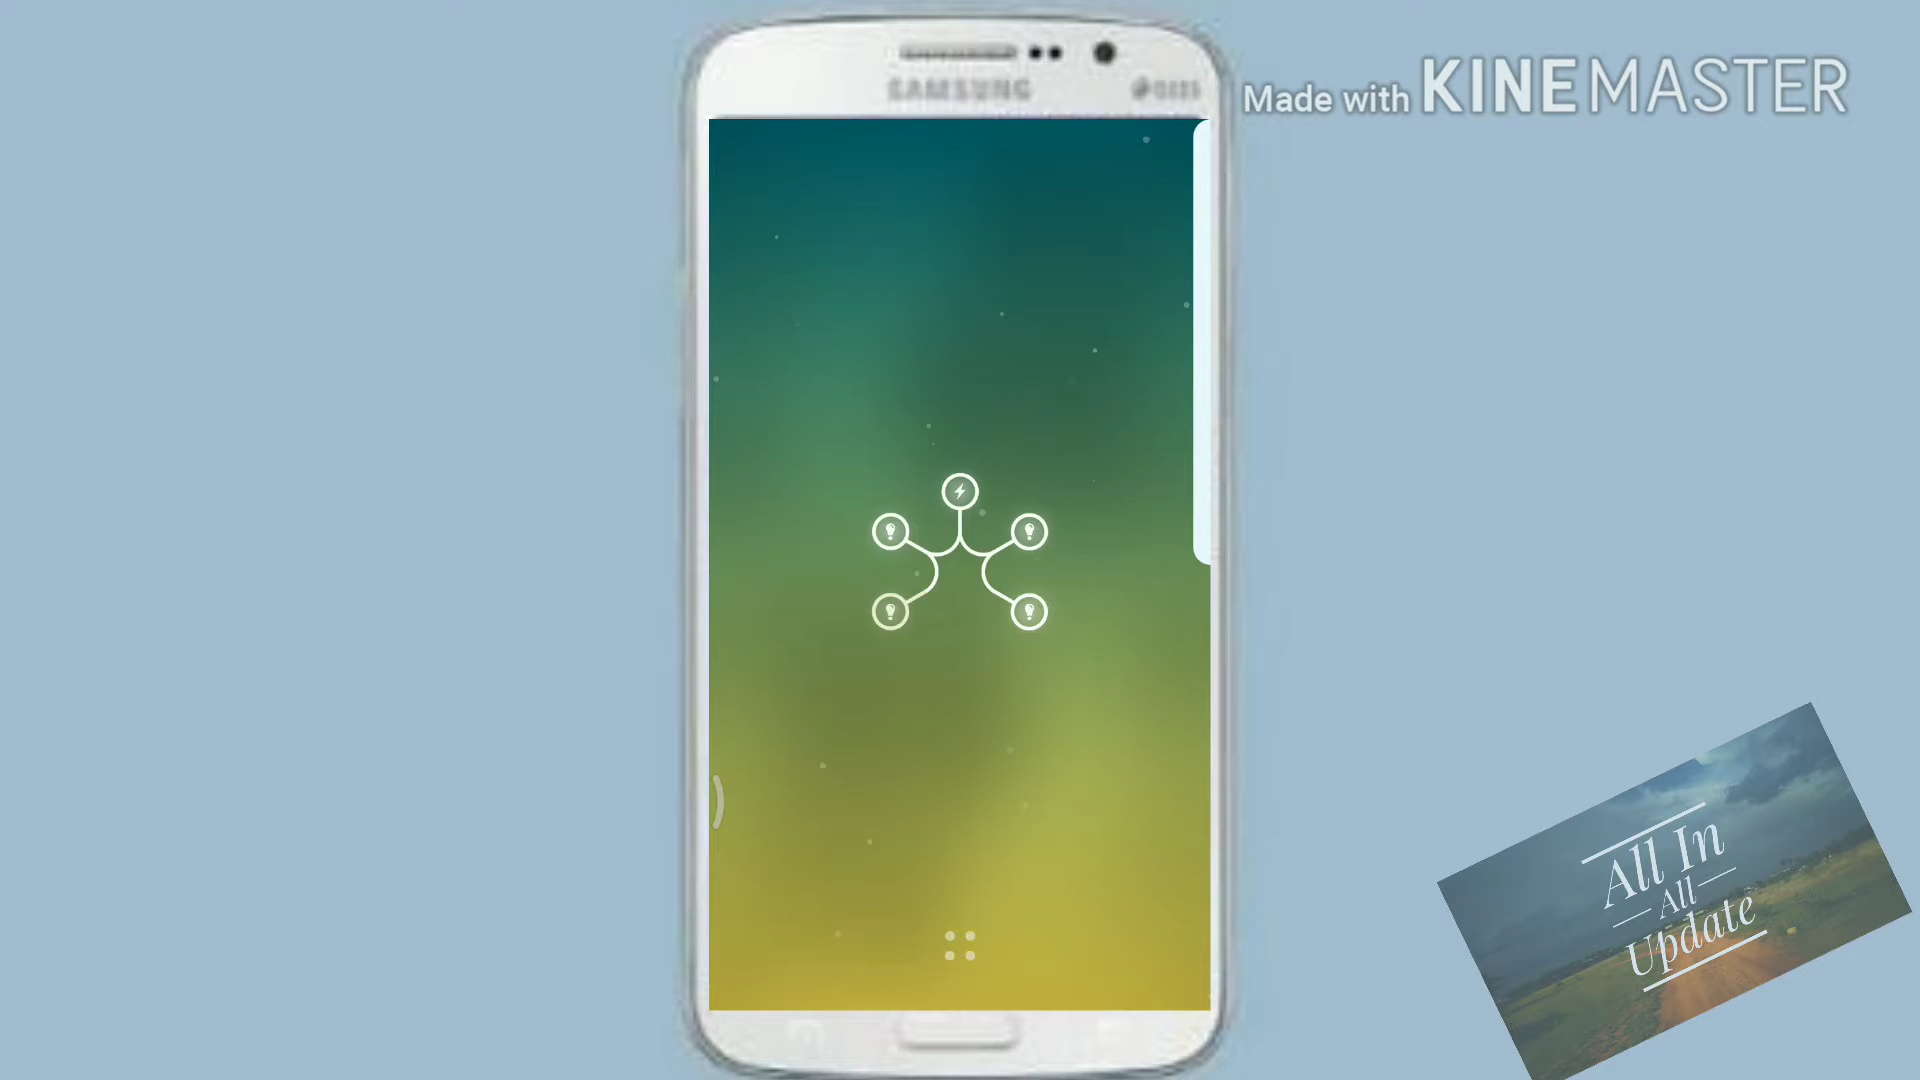 SAMSUNG
Made with KINEMASTER
All In
All
Update